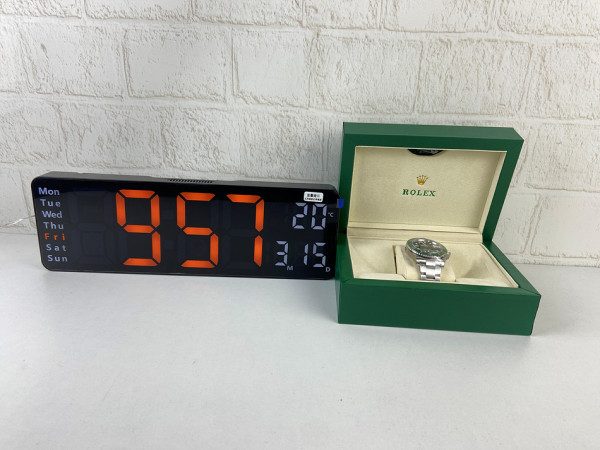 Mon
Tue
Wed
Thu
Fri
Sat
Sun
957
20°C
3 M 15 D
ROLEX